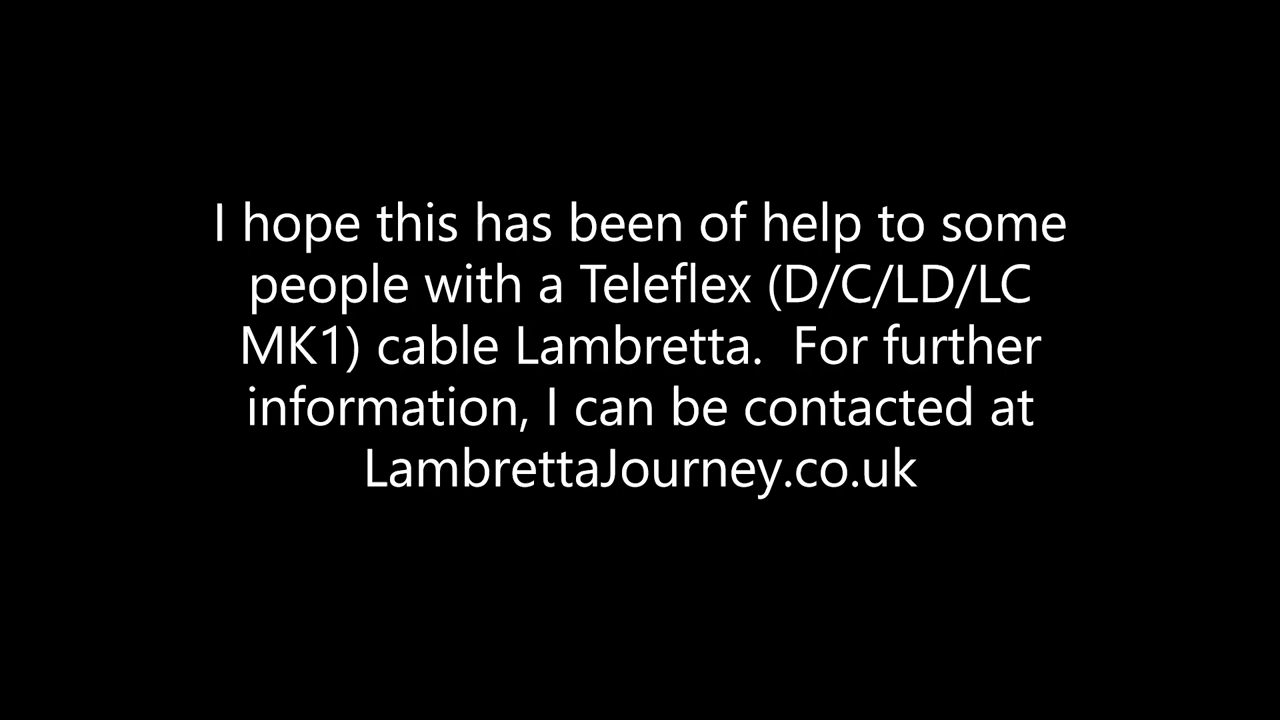 I hope this has been of help to some
people with a Teleflex (D/C/LD/LC
MK1) cable Lambretta.  For further
information, I can be contacted at
LambrettaJourney.co.uk